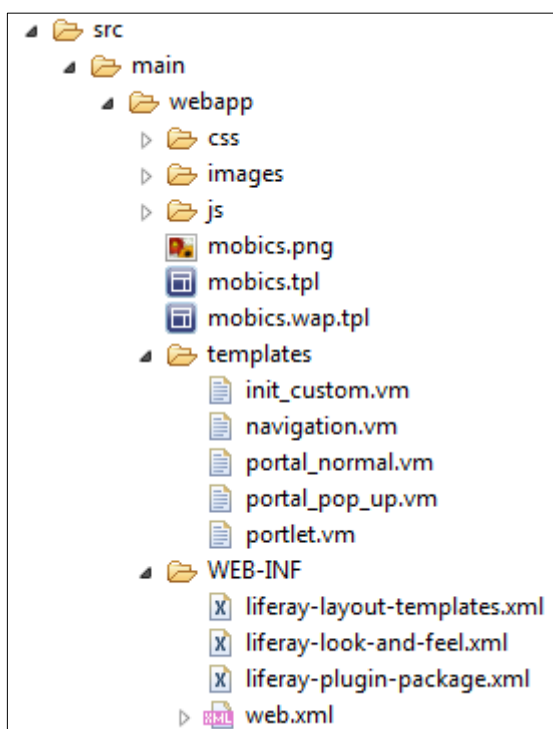 src
main
webapp
css
images
js
mobics.png
mobics.tpl
mobics.wap.tpl
templates
init_custom.vm
navigation.vm
portal_normal.vm
portal_pop_up.vm
portlet.vm
WEB-INF
liferay-layout-templates.xml
liferay-look-and-feel.xml
liferay-plugin-package.xml
web.xml